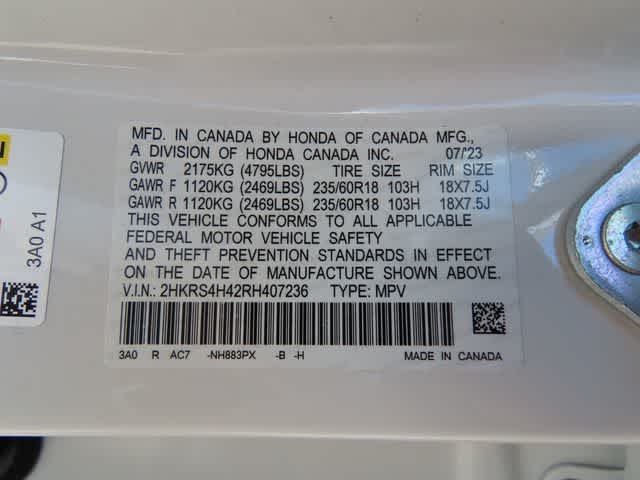 MFD. IN CANADA BY HONDA OF CANADA MFG.,
A DIVISION OF HONDA CANADA INC. 07/'23
GVWR 2175KG (4795LBS) TIRE SIZE RIM SIZE
GAWR F 1120KG (2469LBS) 235/60R18 103H 18X7.5J
GAWR R 1120KG (2469LBS) 235/60R18 103H 18X7.5J
THIS VEHICLE CONFORMS TO ALL APPLICABLE
FEDERAL MOTOR VEHICLE SAFETY
AND THEFT PREVENTION STANDARDS IN EFFECT
ON THE DATE OF MANUFACTURE SHOWN ABOVE.
V.I.N.: 2HKRS4H42RH407236 TYPE: MPV
3A0 R AC7 -NH883PX -B -H MADE IN CANADA
3A0 A1